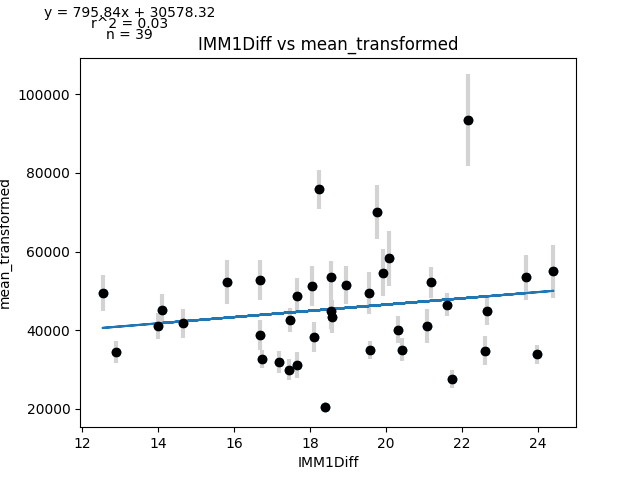 y = 795.84x + 30578.32
r^2 = 0.03
n = 39
IMM1Diff vs mean_transformed
100000
80000
60000
40000
20000
mean_transformed
12 14 16 18 20 22 24
IMM1Diff